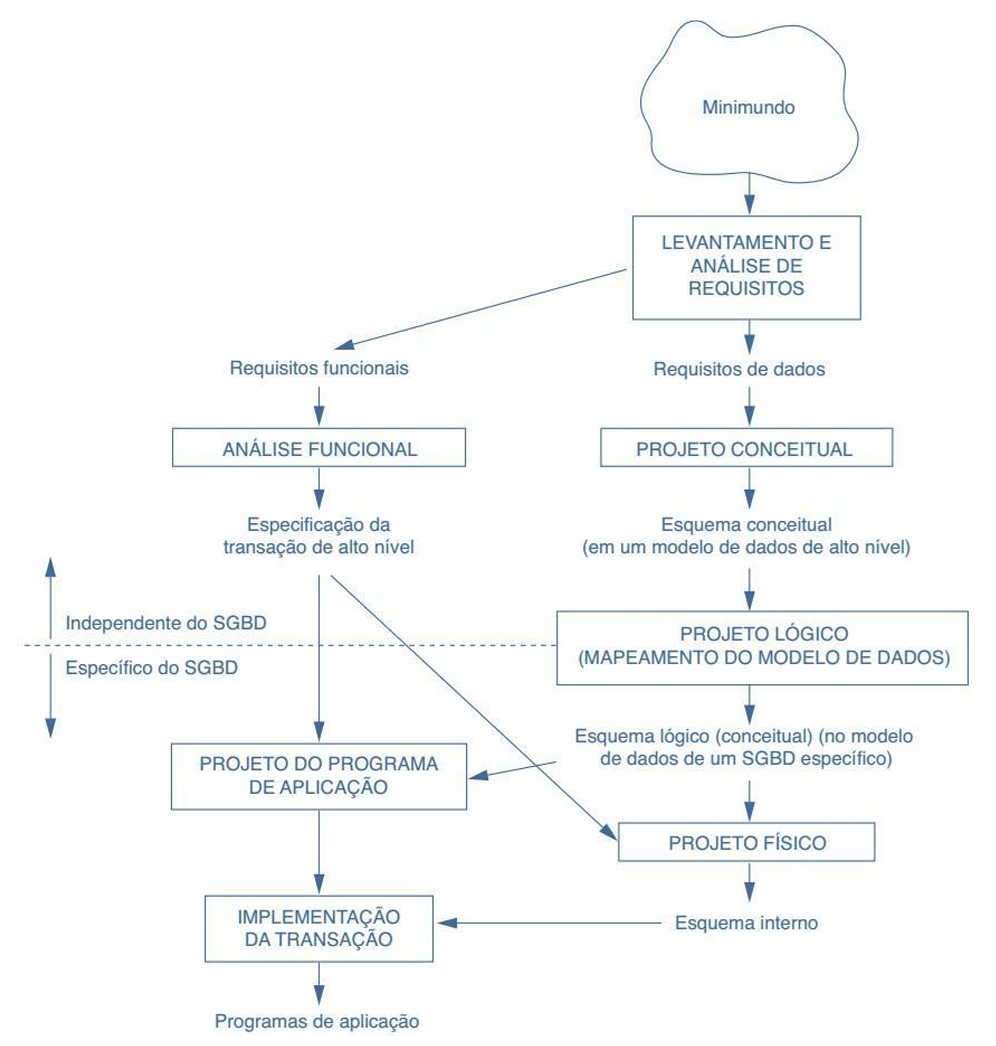 Minimundo
LEVANTAMENTO E
ANÁLISE DE
REQUISITOS
Requisitos funcionais
Requisitos de dados
ANÁLISE FUNCIONAL
PROJETO CONCEITUAL
Especificação da
transação de alto nível
Esquema conceitual
(em um modelo de dados de alto nível)
Independente do SGBD
Específico do SGBD
PROJETO LÓGICO
(MAPEAMENTO DO MODELO DE DADOS)
Esquema lógico (conceitual) (no modelo
de dados de um SGBD específico)
PROJETO DO PROGRAMA
DE APLICAÇÃO
PROJETO FÍSICO
IMPLEMENTAÇÃO
DA TRANSAÇÃO
Esquema interno
Programas de aplicação